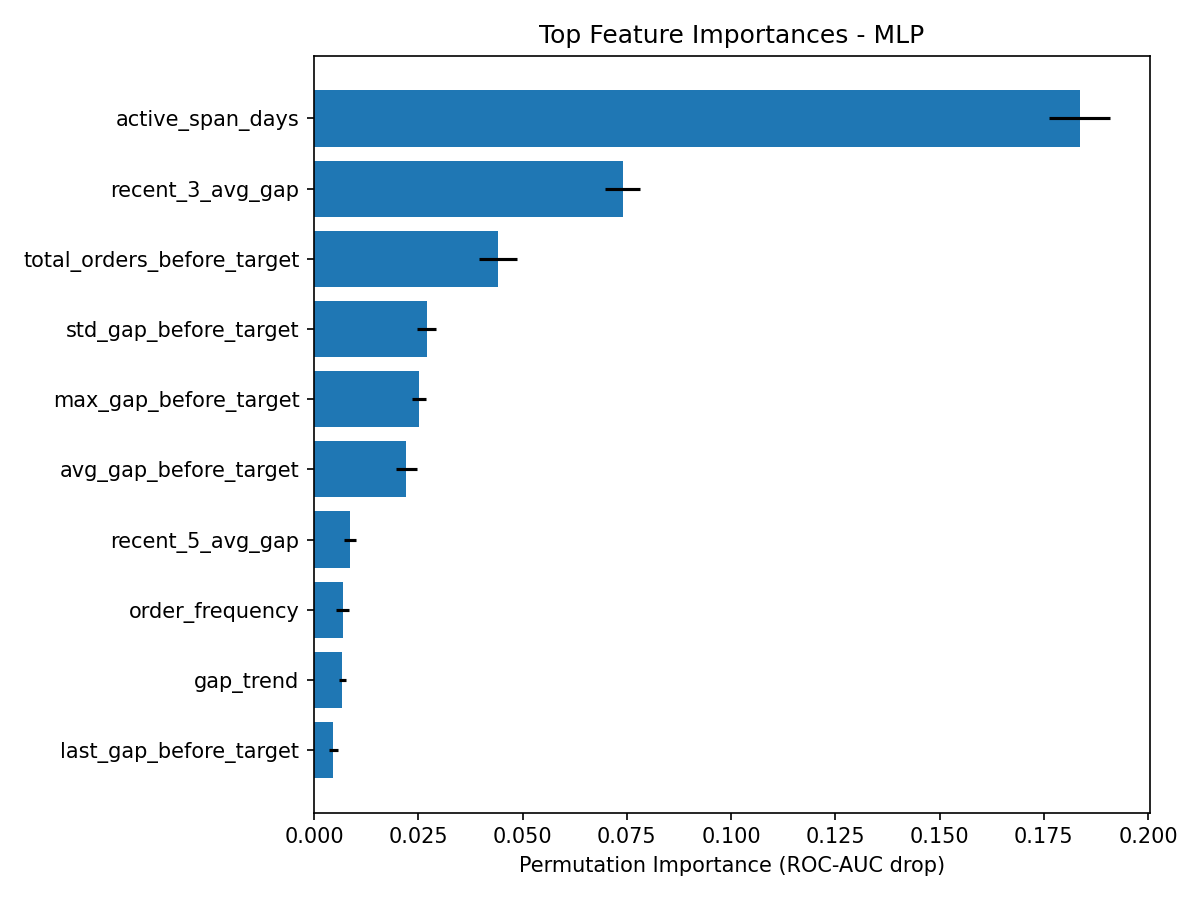 Top Feature Importances - MLP
active_span_days
recent_3_avg_gap
total_orders_before_target
std_gap_before_target
max_gap_before_target
avg_gap_before_target
recent_5_avg_gap
order_frequency
gap_trend
last_gap_before_target
0.000 0.025 0.050 0.075 0.100 0.125 0.150 0.175 0.200
Permutation Importance (ROC-AUC drop)